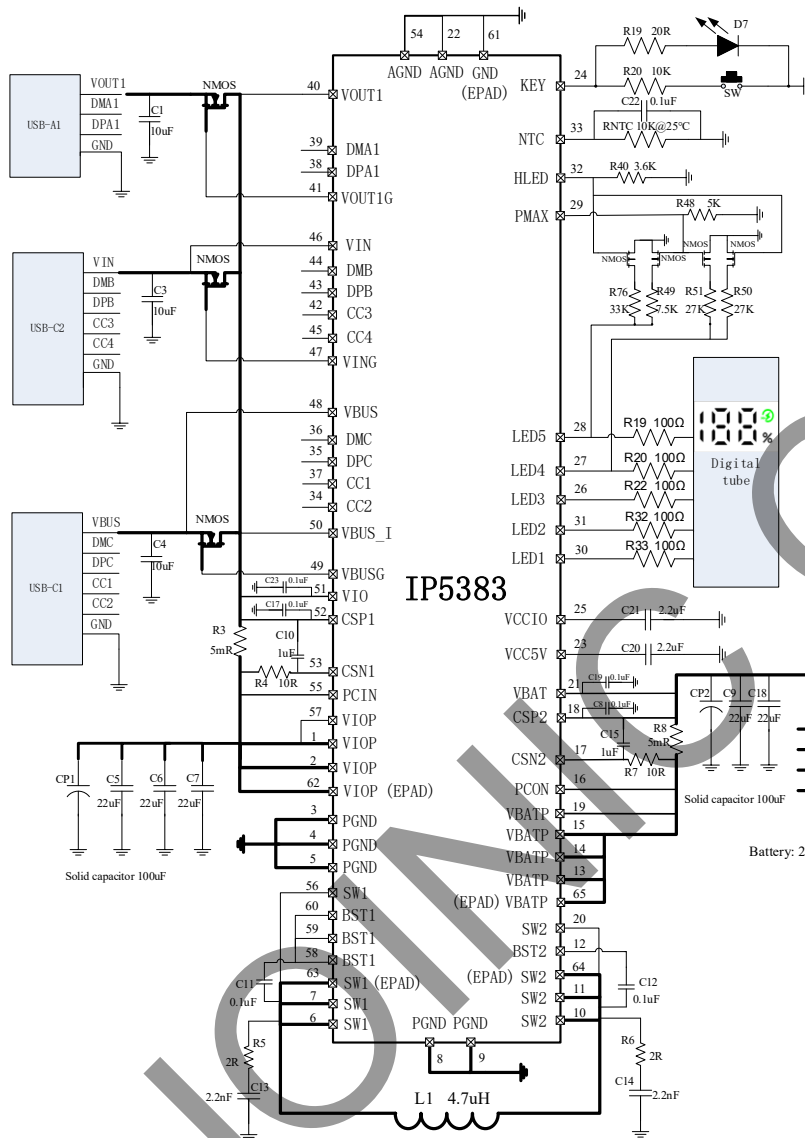 54 22 61
AGND AGND GND
(EPAD)
IP5383
USB-A1
VOUT1
DMA1
DPA1
GND
C1
10uF
NMOS
40 VOUT1
39 DMA1
38 DPA1
41 VOUT1G
USB-C2
VIN
DMB
DPB
CC3
CC4
GND
C3
10uF
NMOS
46 VIN
44 DMB
43 DPB
42 CC3
45 CC4
47 VING
48 VBUS
36 DMC
35 DPC
37 CC1
34 CC2
USB-C1
VBUS
DMC
DPC
CC1
CC2
GND
C4
10uF
NMOS
50 VBUS_I
49 VBUSG
C23 0.1uF
51 VIO
C17 0.1uF
52 CSP1
R3
5mR
C10
1uF
R4 10R
53 CSN1
55 PCIN
57 VIOP
1 VIOP
2 VIOP
62 VIOP (EPAD)
CP1
C5
22uF
C6
22uF
C7
22uF
Solid capacitor 100uF
3 PGND
4 PGND
5 PGND
56 SW1
60 BST1
59 BST1
58 BST1
63 SW1 (EPAD)
7 SW1
6 SW1
C11
0.1uF
R5
2R
C13
2.2nF
PGND PGND
8 9
L1 4.7uH
KEY 24
R19 20R
D7
R20 10K
SW
C22 0.1uF
NTC 33
RNTC 10K@25℃
HLED 32
R40 3.6K
PMAX 29
R48 5K
NMOS NMOS NMOS NMOS
R76
33K
R49
7.5K
R51
27K
R50
27K
LED5 28
R19 100Ω
LED4 27
R20 100Ω
LED3 26
R22 100Ω
LED2 31
R32 100Ω
LED1 30
R33 100Ω
188 %
Digital
tube
VCCIO 25
C21 2.2uF
VCC5V 23
C20 2.2uF
VBAT 21
C19 0.1uF
CSP2 18
C8 0.1uF
C15
1uF
R8
5mR
CSN2 17
R7 10R
PCON 16
VBATP 19
VBATP 15
VBATP 14
VBATP 13
(EPAD) VBATP 65
CP2
C9
22uF
C18
22uF
Solid capacitor 100uF
Battery: 2
SW2 20
BST2 12
(EPAD) SW2 64
SW2 11
SW2 10
C12
0.1uF
R6
2R
C14
2.2nF